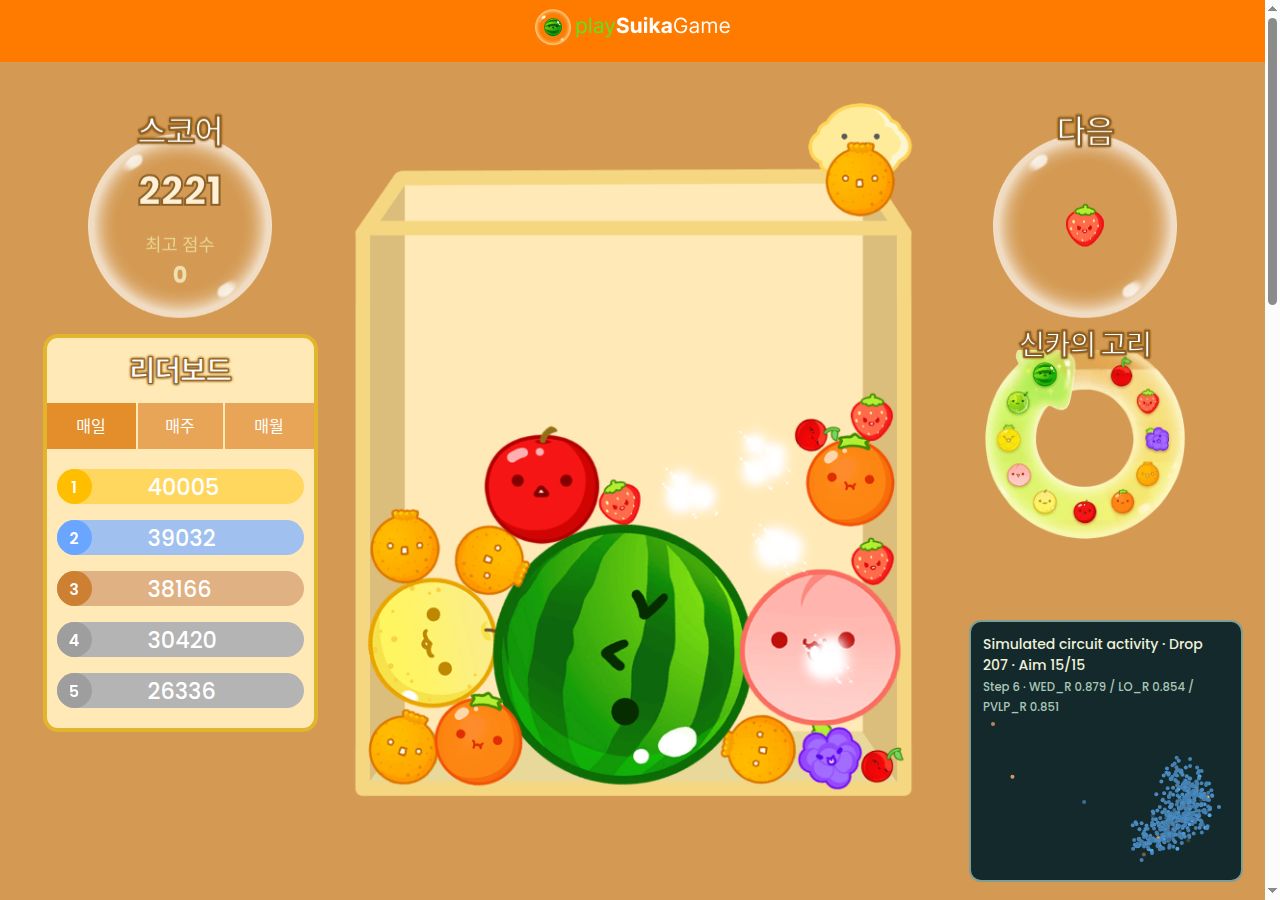 playSuikaGame
스코어
2221
최고 점수
0
다음
신카의 고리
리더보드
매일 매주 매월
1 40005
2 39032
3 38166
4 30420
5 26336
Simulated circuit activity · Drop
207 · Aim 15/15
Step 6 · WED_R 0.879 / LO_R 0.854 /
PVLP_R 0.851